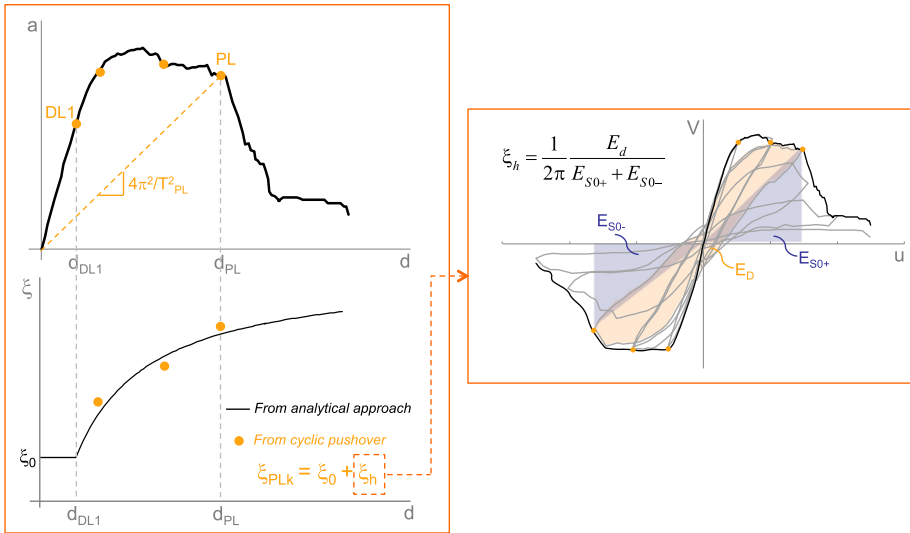 a
PL
DL1
4π²/T²PL
dDL1
dPL
d
ξ
From analytical approach
From cyclic pushover
ξ0
ξPLk = ξ0 + ξh
dDL1
dPL
d
V
ξh = 1/2π Ed/ES0+ + ES0−
ES0-
u
ES0+
ED